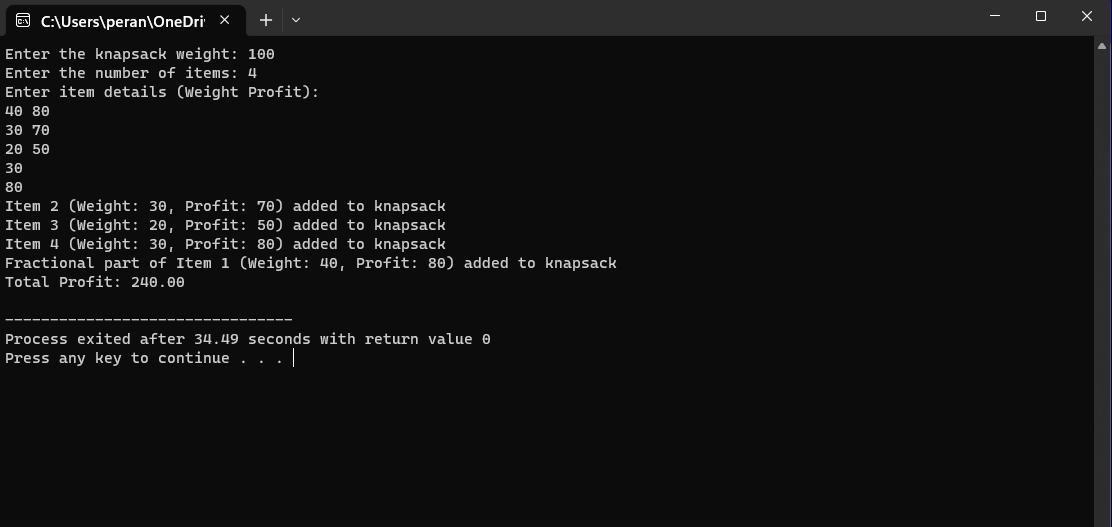 C:\Users\peran\OneDri
Enter the knapsack weight: 100
Enter the number of items: 4
Enter item details (Weight Profit):
40 80
30 70
20 50
30
80
Item 2 (Weight: 30, Profit: 70) added to knapsack
Item 3 (Weight: 20, Profit: 50) added to knapsack
Item 4 (Weight: 30, Profit: 80) added to knapsack
Fractional part of Item 1 (Weight: 40, Profit: 80) added to knapsack
Total Profit: 240.00
--------------------------------
Process exited after 34.49 seconds with return value 0
Press any key to continue . . .